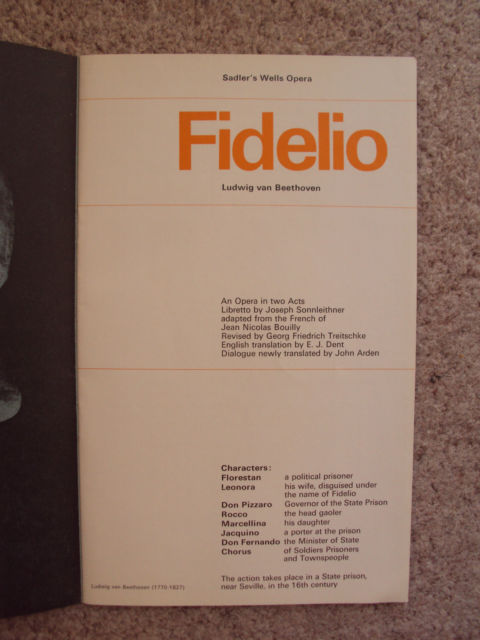 Sadler's Wells Opera
Fidelio
Ludwig van Beethoven
An Opera in two Acts
Libretto by Joseph Sonnleithner
adapted from the French of
Jean Nicolas Bouilly
Revised by Georg Friedrich Treitschke
English translation by E. J. Dent
Dialogue newly translated by John Arden
Characters:
Florestan a political prisoner
Leonora his wife, disguised under
the name of Fidelio
Don Pizzaro Governor of the State Prison
Rocco the head gaoler
Marcellina his daughter
Jacquino a porter at the prison
Don Fernando the Minister of State
Chorus of Soldiers Prisoners
and Townspeople
The action takes place in a State prison,
near Seville, in the 16th century
Ludwig van Beethoven (1770-1827)